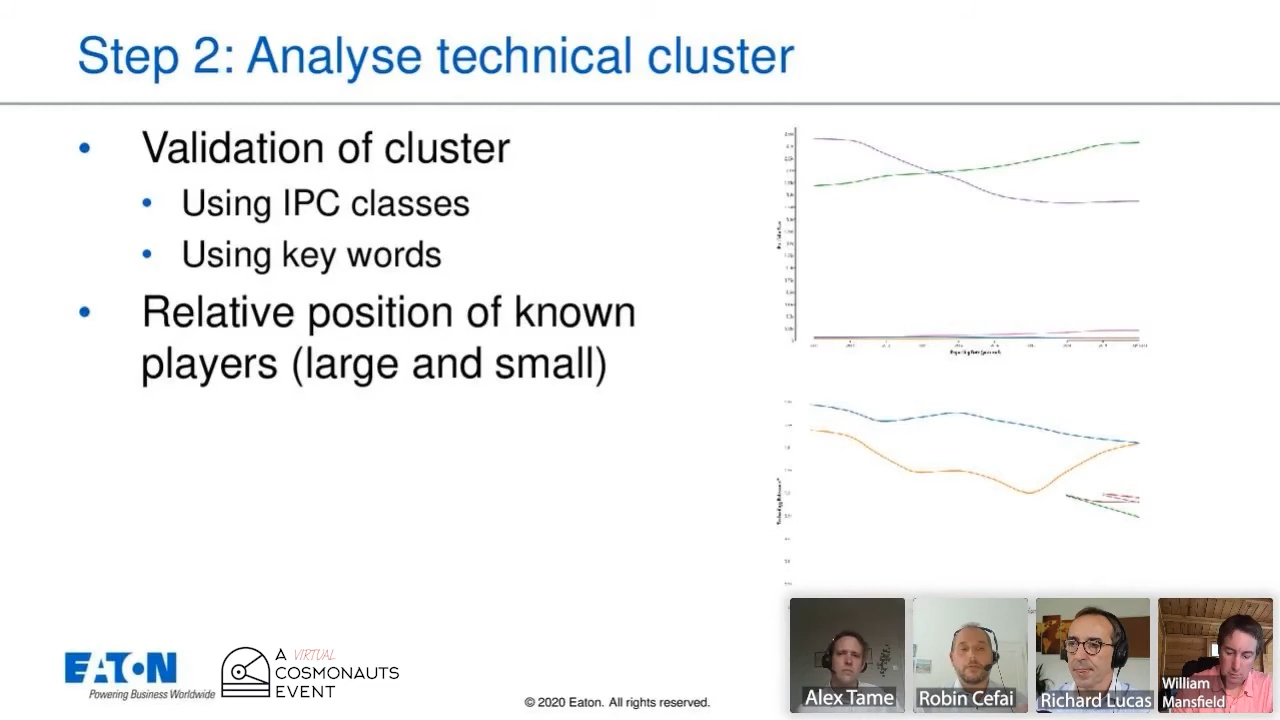 Step 2: Analyse technical cluster
• Validation of cluster
• Using IPC classes
• Using key words
• Relative position of known
players (large and small)
EATON
Powering Business Worldwide
A VIRTUAL
COSMONAUTS
EVENT
© 2020 Eaton. All rights reserved.
Alex Tame
Robin Cefai
Richard Lucas
William
Mansfield